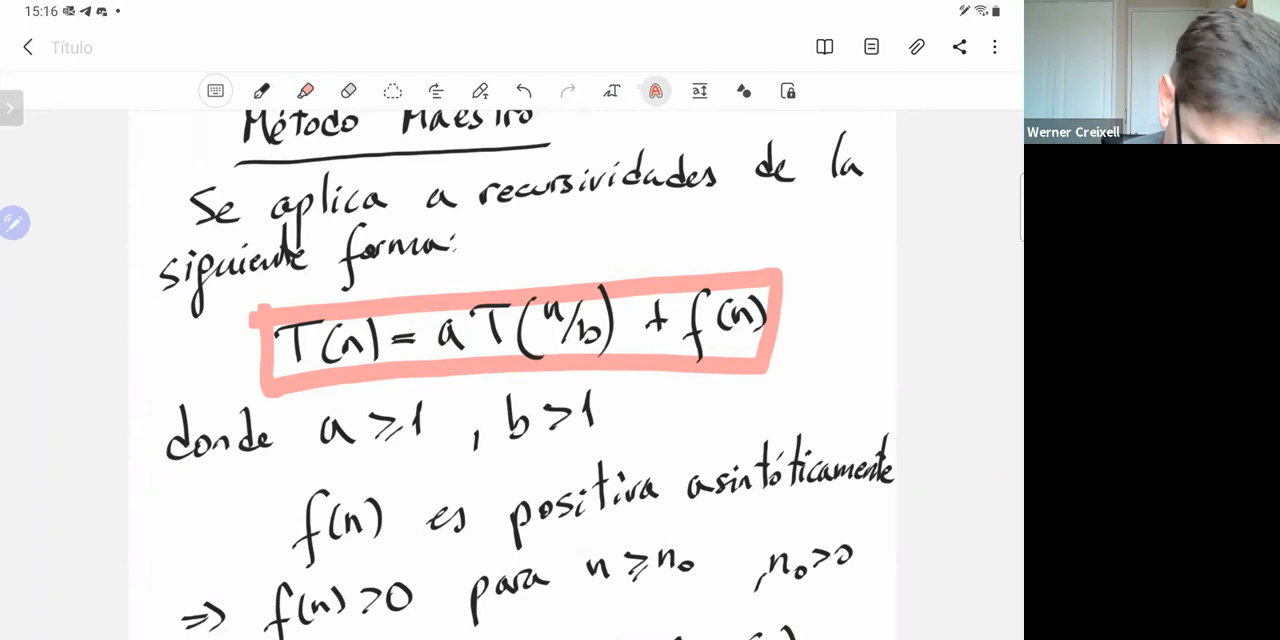 15:16
Título
Werner Creixell
Método Maestro
Se aplica a recursividades de la
siguiente forma:
T(n) = a T(n/b) + f(n)
donde a ≥ 1 , b > 1
f(n) es positiva asintóticamente
=> f(n) > 0 para n ≥ n₀ , n₀ > 0